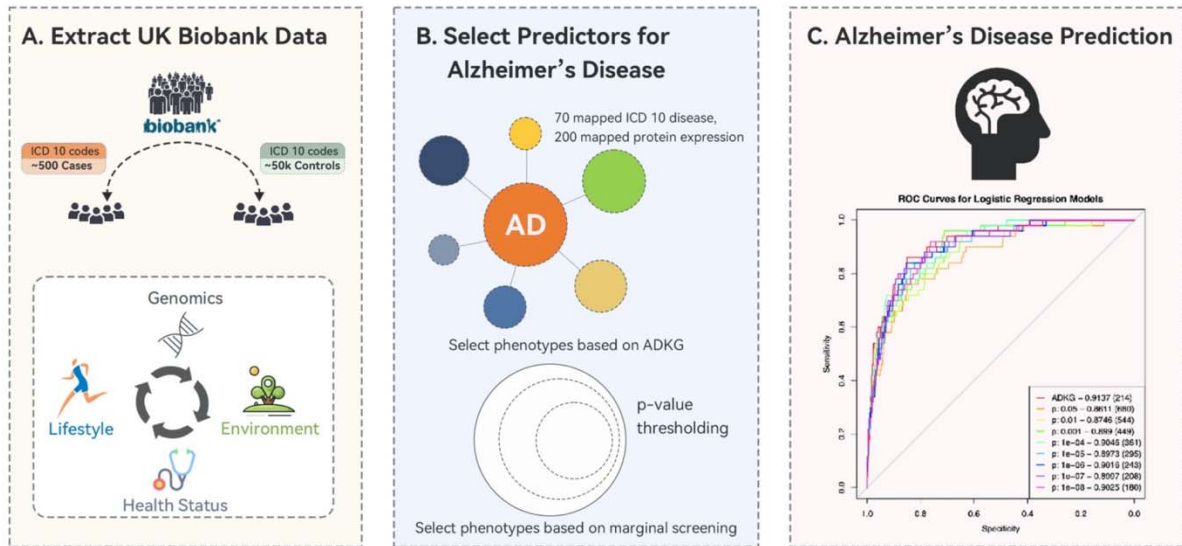 A. Extract UK Biobank Data
biobank
ICD 10 codes
~500 Cases
ICD 10 codes
~50k Controls
Genomics
Lifestyle
Environment
Health Status
B. Select Predictors for
Alzheimer's Disease
70 mapped ICD 10 disease,
200 mapped protein expression
AD
Select phenotypes based on ADKG
p-value
thresholding
Select phenotypes based on marginal screening
C. Alzheimer's Disease Prediction
ROC Curves for Logistic Regression Models
Sensitivity
1.0
0.8
0.6
0.4
0.2
0.0
ADKG - 0.9137 (214)
p: 0.05 - 0.8611 (680)
p: 0.01 - 0.8746 (544)
p: 0.001 - 0.889 (449)
p: 1e-04 - 0.9046 (361)
p: 1e-05 - 0.8973 (295)
p: 1e-06 - 0.9016 (243)
p: 1e-07 - 0.8997 (208)
p: 1e-08 - 0.9025 (180)
1.0 0.8 0.6 0.4 0.2 0.0
Specificity